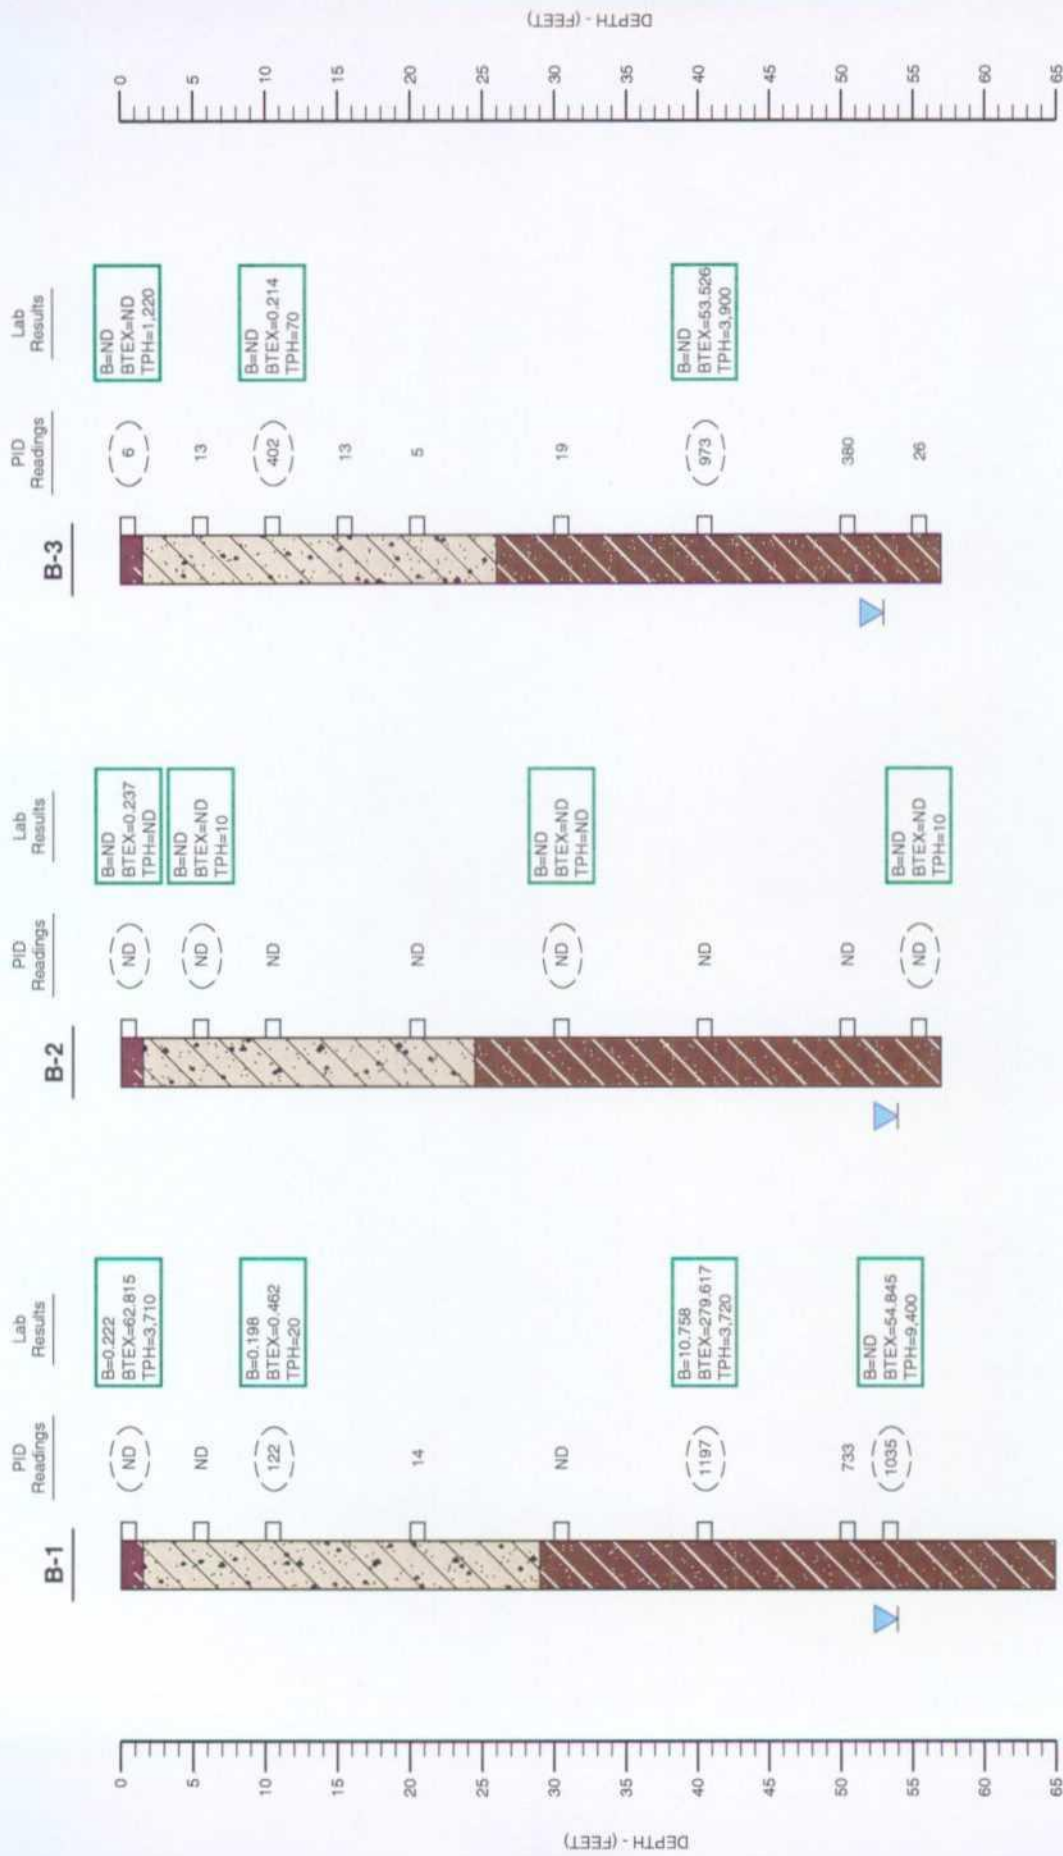 B-1
PID
Readings
Lab
Results
ND
B=0.222
BTEX=62.815
TPH=3,710
ND
122
B=0.198
BTEX=0.462
TPH=20
14
ND
1197
B=10.758
BTEX=279.617
TPH=3,720
733
1035
B=ND
BTEX=54.845
TPH=9,400
B-2
PID
Readings
Lab
Results
ND
B=ND
BTEX=0.237
TPH=ND
ND
B=ND
BTEX=ND
TPH=10
ND
ND
ND
B=ND
BTEX=ND
TPH=ND
ND
ND
ND
B=ND
BTEX=ND
TPH=10
B-3
PID
Readings
Lab
Results
6
B=ND
BTEX=ND
TPH=1,220
13
402
B=ND
BTEX=0.214
TPH=70
13
5
19
973
B=ND
BTEX=53.526
TPH=3,900
380
26
DEPTH - (FEET)
0
5
10
15
20
25
30
35
40
45
50
55
60
65
DEPTH - (FEET)
0
5
10
15
20
25
30
35
40
45
50
55
60
65